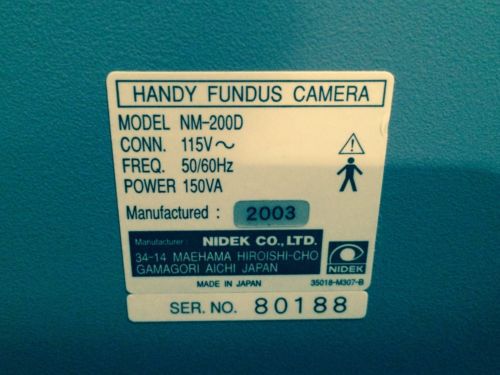 HANDY FUNDUS CAMERA
MODEL NM-200D
CONN. 115V～
FREQ. 50/60Hz
POWER 150VA
Manufactured : 2003
Manufacturer : NIDEK CO., LTD.
34-14 MAEHAMA HIROISHI-CHO
GAMAGORI AICHI JAPAN
NIDEK
MADE IN JAPAN 35018-M307-B
SER. NO. 80188